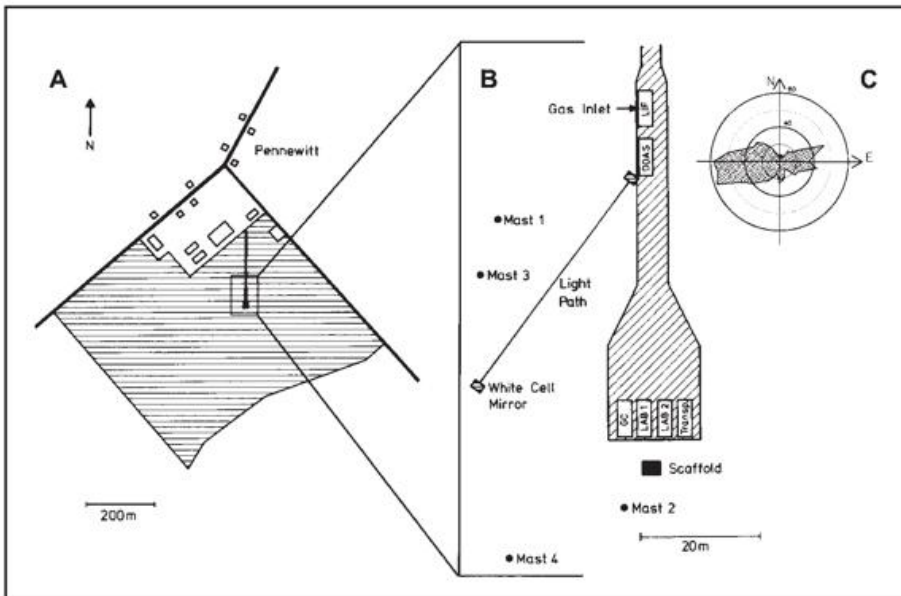 A
N
Pennewitt
200m
B
Gas Inlet
LIF
DOAS
Mast 1
Mast 3
Light
Path
White Cell
Mirror
GC
LAB 1
LAB 2
Transp.
Scaffold
Mast 2
20m
Mast 4
C
N
E